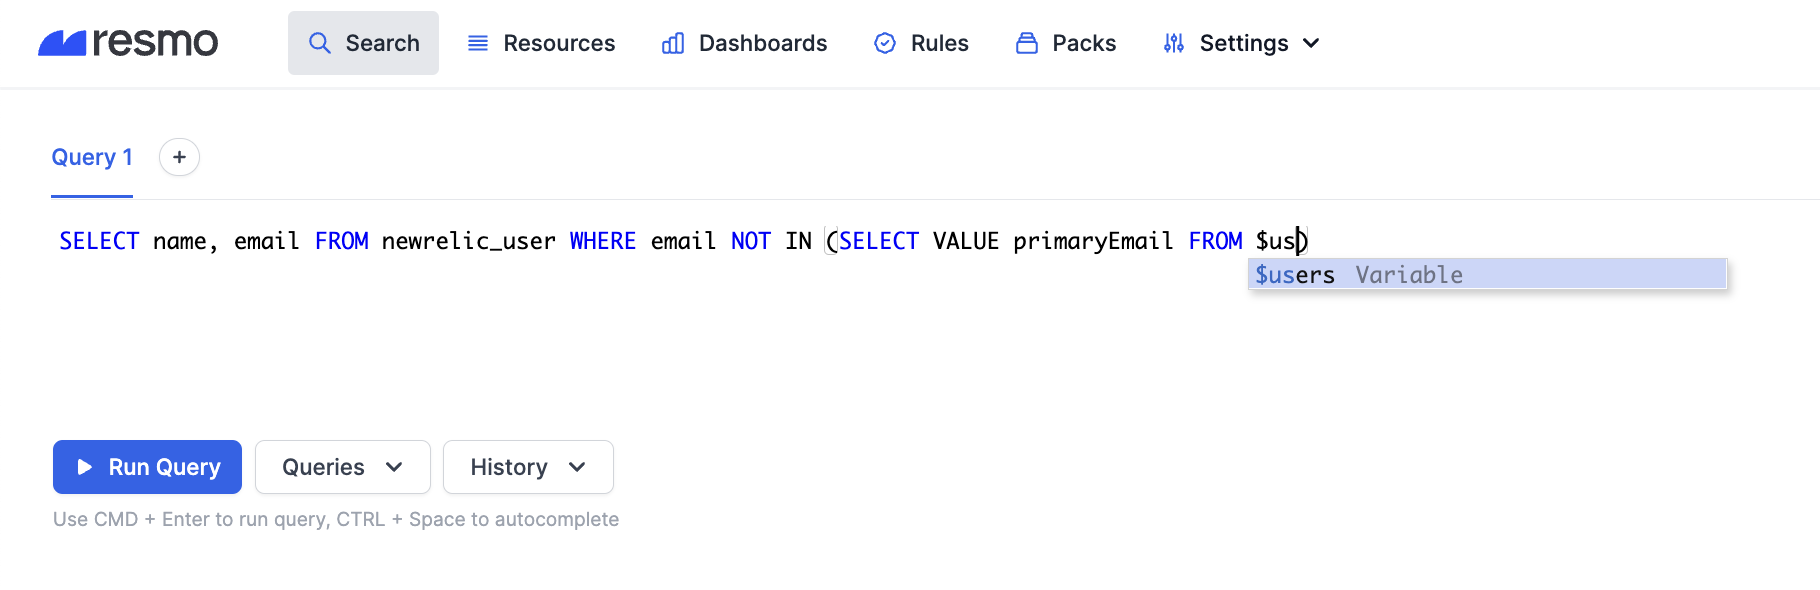 resmo Search Resources Dashboards Rules Packs Settings
Query 1 +
SELECT name, email FROM newrelic_user WHERE email NOT IN (SELECT VALUE primaryEmail FROM $us)
$users Variable
Run Query Queries History
Use CMD + Enter to run query, CTRL + Space to autocomplete